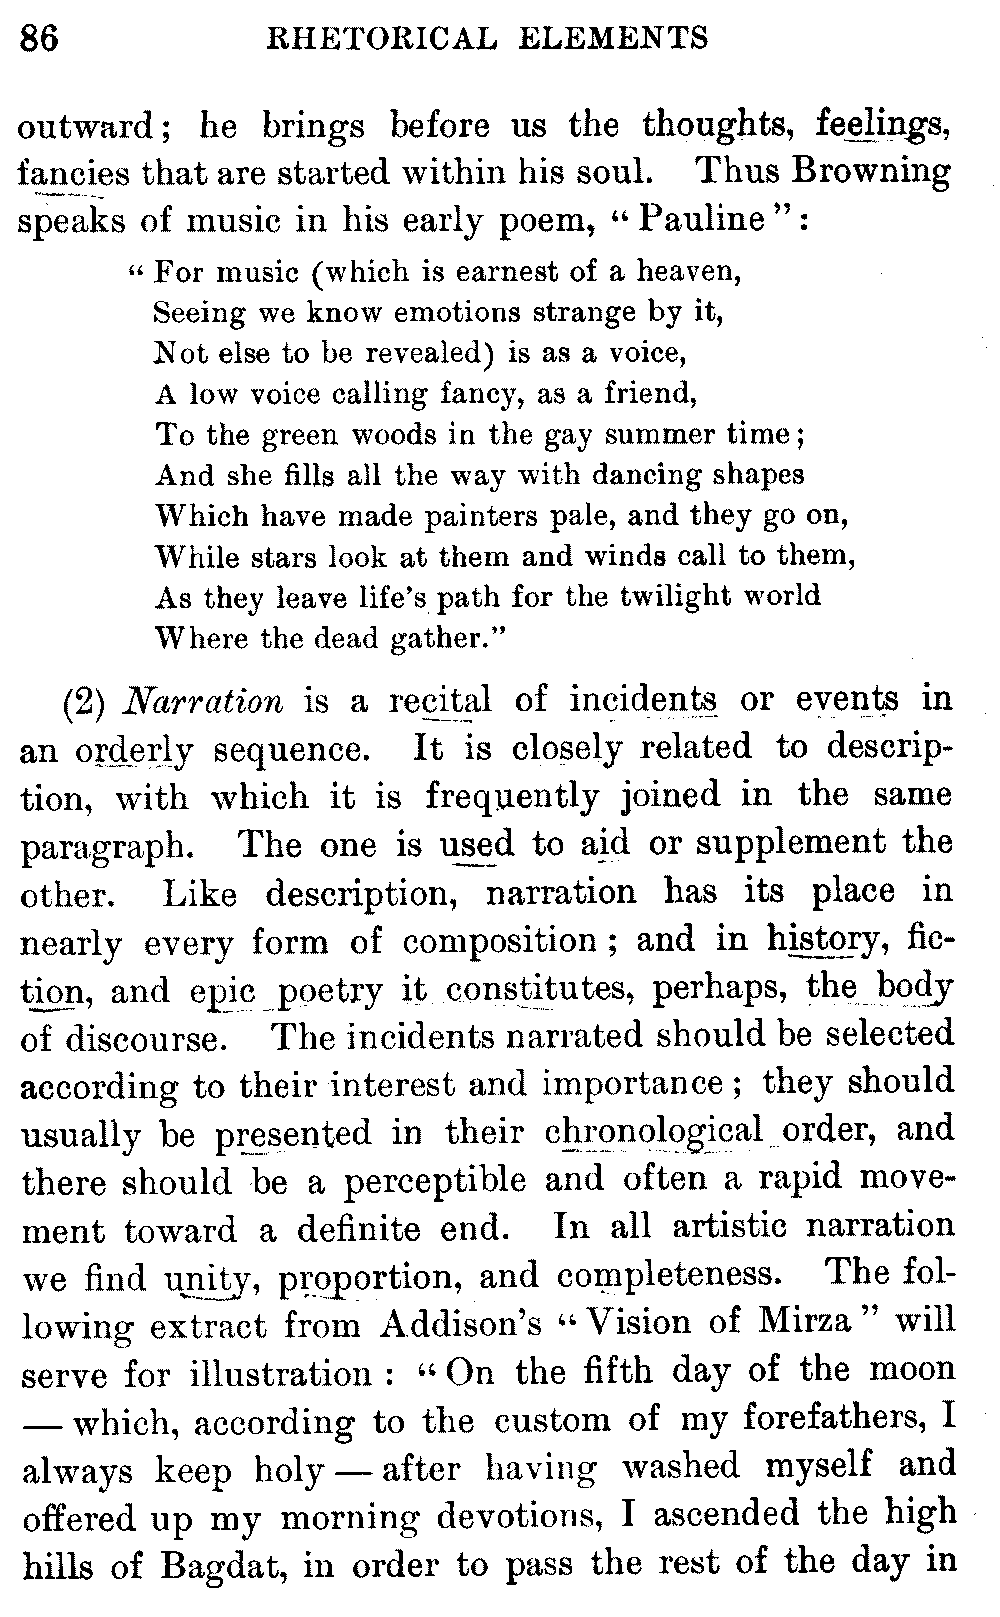 86 RHETORICAL ELEMENTS
outward; he brings before us the thoughts, feelings,
fancies that are started within his soul. Thus Browning
speaks of music in his early poem, “Pauline”:
“For music (which is earnest of a heaven,
Seeing we know emotions strange by it,
Not else to be revealed) is as a voice,
A low voice calling fancy, as a friend,
To the green woods in the gay summer time;
And she fills all the way with dancing shapes
Which have made painters pale, and they go on,
While stars look at them and winds call to them,
As they leave life's path for the twilight world
Where the dead gather.”
(2) Narration is a recital of incidents or events in
an orderly sequence. It is closely related to descrip-
tion, with which it is frequently joined in the same
paragraph. The one is used to aid or supplement the
other. Like description, narration has its place in
nearly every form of composition; and in history, fic-
tion, and epic poetry it constitutes, perhaps, the body
of discourse. The incidents narrated should be selected
according to their interest and importance; they should
usually be presented in their chronological order, and
there should be a perceptible and often a rapid move-
ment toward a definite end. In all artistic narration
we find unity, proportion, and completeness. The fol-
lowing extract from Addison's “Vision of Mirza” will
serve for illustration: “On the fifth day of the moon
— which, according to the custom of my forefathers, I
always keep holy — after having washed myself and
offered up my morning devotions, I ascended the high
hills of Bagdat, in order to pass the rest of the day in